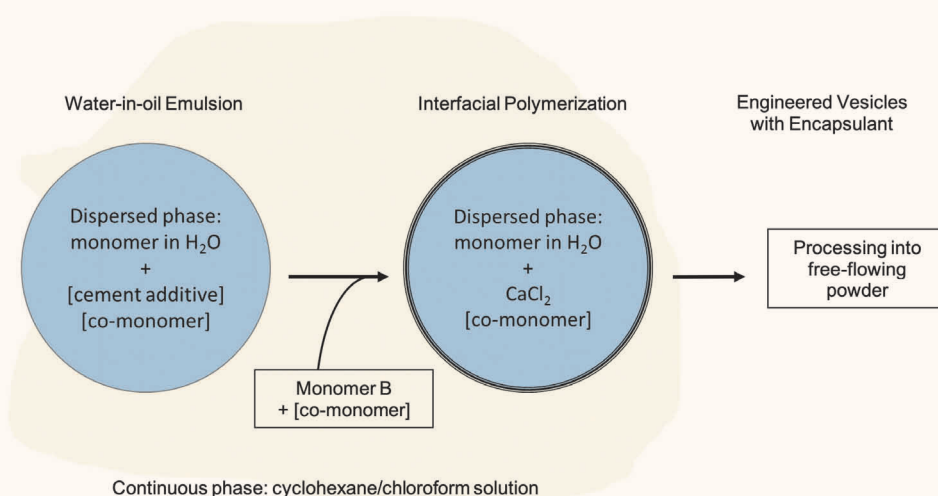 Water-in-oil Emulsion
Interfacial Polymerization
Engineered Vesicles
with Encapsulant
Dispersed phase:
monomer in H₂O
+
[cement additive]
[co-monomer]
Dispersed phase:
monomer in H₂O
+
CaCl₂
[co-monomer]
Processing into
free-flowing
powder
Monomer B
+ [co-monomer]
Continuous phase: cyclohexane/chloroform solution